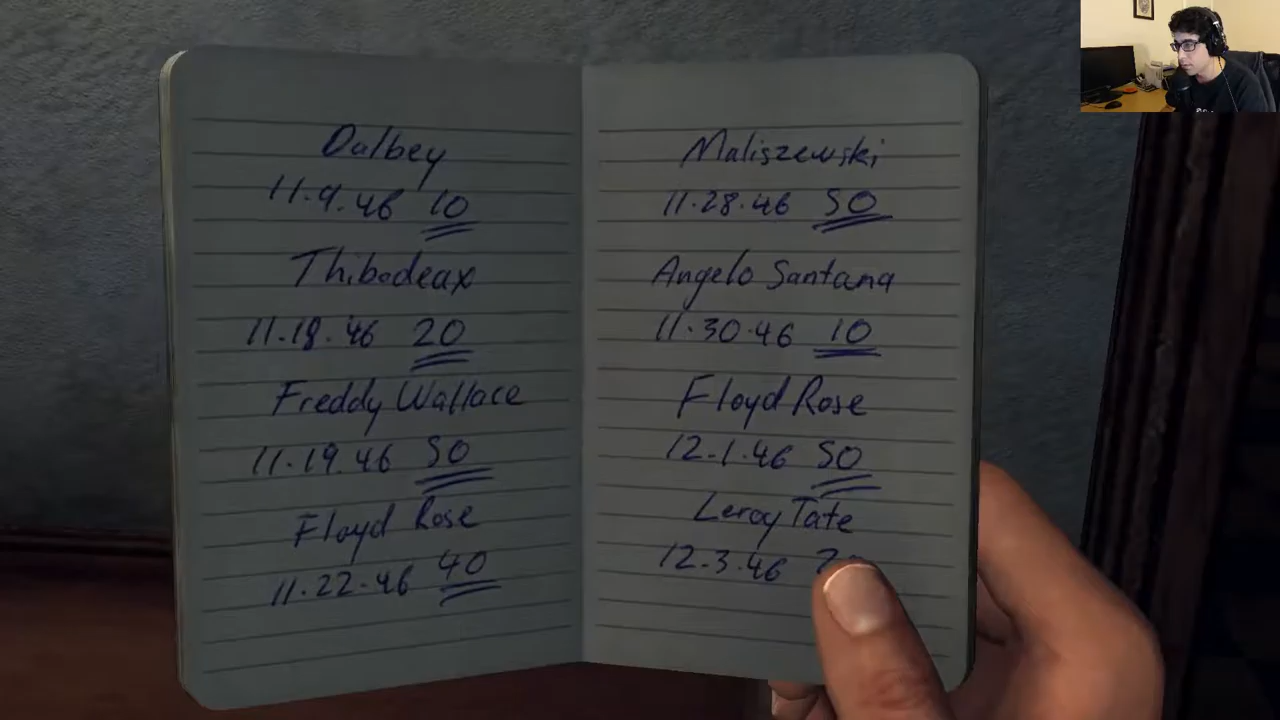 Dalbey
11.9.46 10
Thibodeax
11.18.46 20
Freddy Wallace
11.19.46 50
Floyd Rose
11.22.46 40
Maliszewski
11.28.46 50
Angelo Santana
11.30.46 10
Floyd Rose
12.1.46 50
Leroy Tate
12.3.46